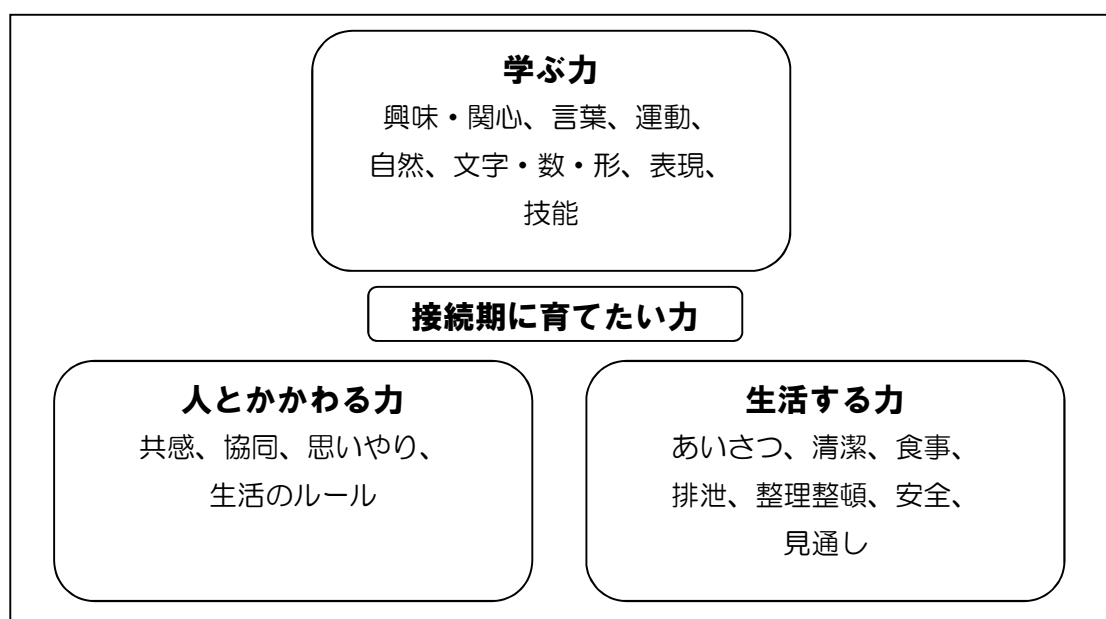 学ぶ力
興味・関心、言葉、運動、
自然、文字・数・形、表現、
技能
接続期に育てたい力
人とかかわる力
共感、協同、思いやり、
生活のルール
生活する力
あいさつ、清潔、食事、
排泄、整理整頓、安全、
見通し